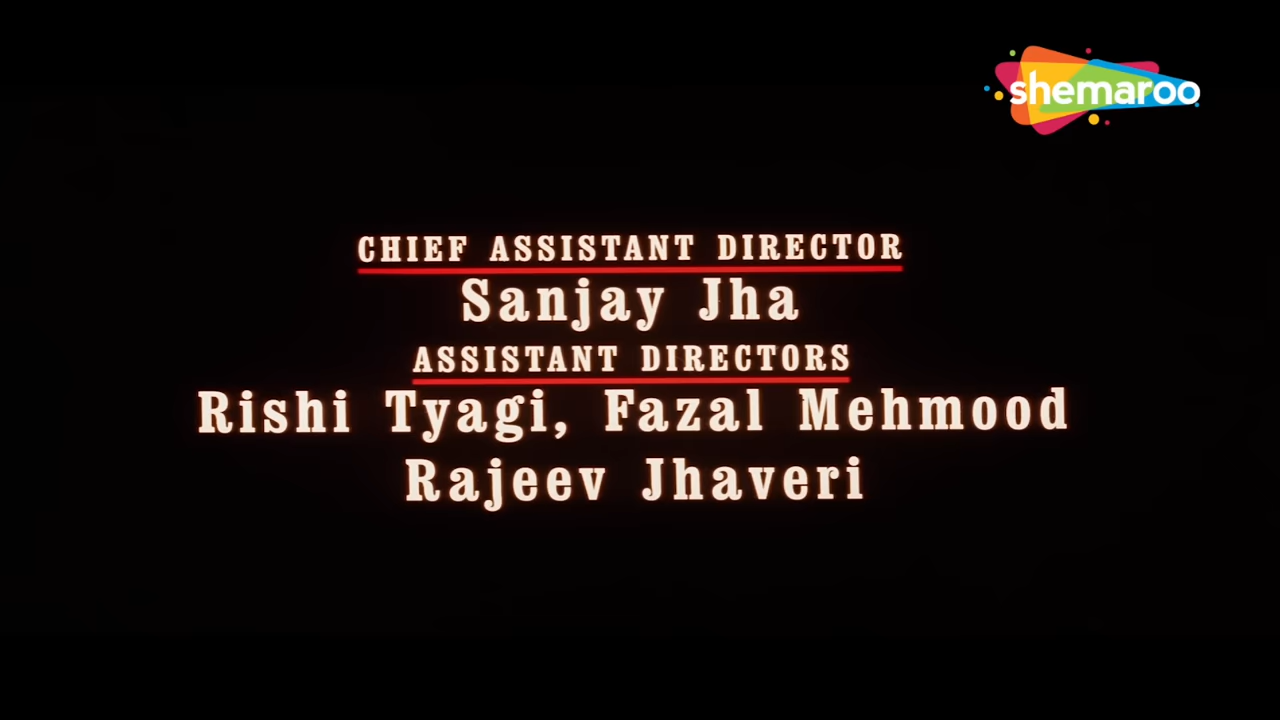 shemaroo
CHIEF ASSISTANT DIRECTOR
Sanjay Jha
ASSISTANT DIRECTORS
Rishi Tyagi, Fazal Mehmood
Rajeev Jhaveri